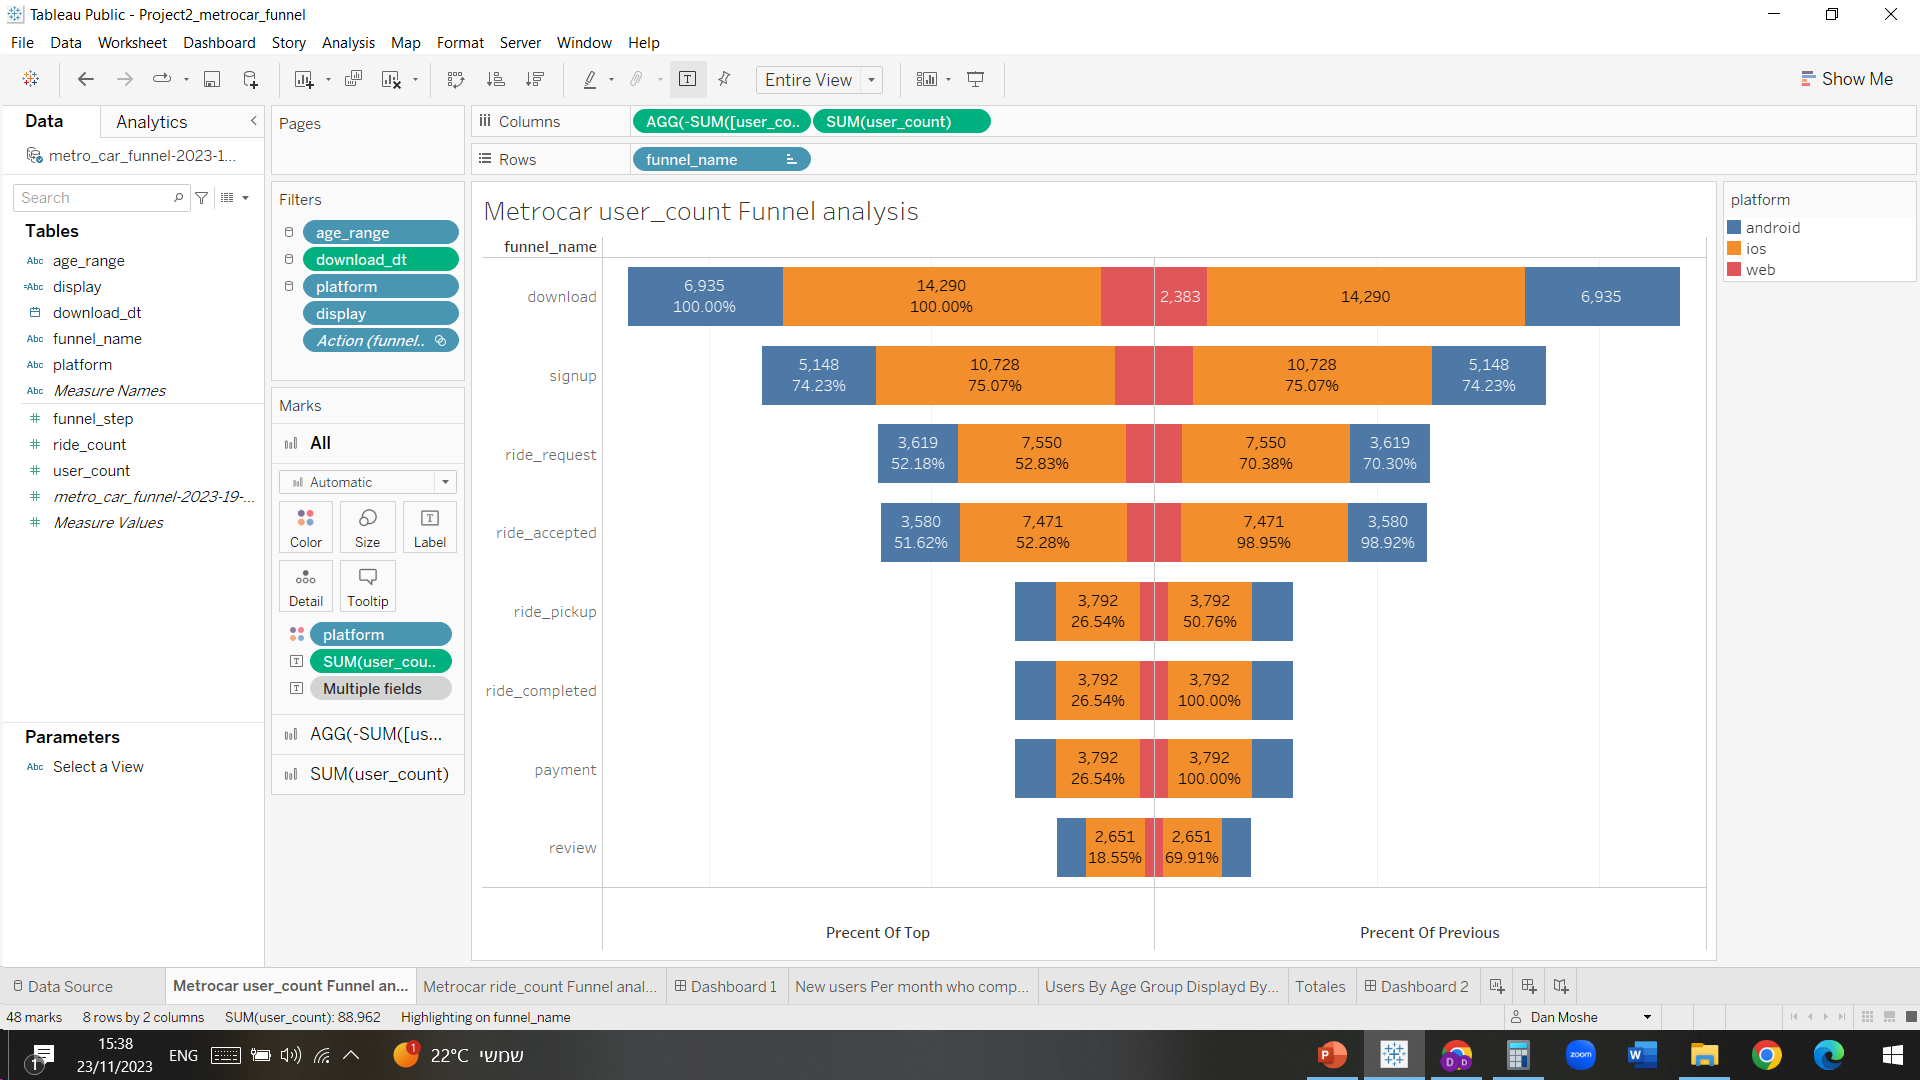 Tableau Public - Project2_metrocar_funnel
File Data Worksheet Dashboard Story Analysis Map Format Server Window Help
Entire View
Show Me
Data Analytics
metro_car_funnel-2023-1...
Search
Tables
Abc age_range
=Abc display
download_dt
Abc funnel_name
Abc platform
Abc Measure Names
# funnel_step
# ride_count
# user_count
# metro_car_funnel-2023-19-...
# Measure Values
Parameters
Abc Select a View
Pages
Filters
age_range
download_dt
platform
display
Action (funnel..
Marks
All
Automatic
Color Size Label
Detail Tooltip
platform
SUM(user_cou..
Multiple fields
AGG(-SUM([us...
SUM(user_count)
Columns AGG(-SUM([user_co.. SUM(user_count)
Rows funnel_name
Metrocar user_count Funnel analysis
funnel_name
download 6,935 14,290 2,383 14,290 6,935
100.00% 100.00%
signup 5,148 10,728 10,728 5,148
74.23% 75.07% 75.07% 74.23%
ride_request 3,619 7,550 7,550 3,619
52.18% 52.83% 70.38% 70.30%
ride_accepted 3,580 7,471 7,471 3,580
51.62% 52.28% 98.95% 98.92%
ride_pickup 3,792 3,792
26.54% 50.76%
ride_completed 3,792 3,792
26.54% 100.00%
payment 3,792 3,792
26.54% 100.00%
review 2,651 2,651
18.55% 69.91%
Precent Of Top Precent Of Previous
platform
android
ios
web
Data Source Metrocar user_count Funnel an... Metrocar ride_count Funnel anal... Dashboard 1 New users Per month who comp... Users By Age Group Displayd By... Totales Dashboard 2
48 marks 8 rows by 2 columns SUM(user_count): 88,962 Highlighting on funnel_name Dan Moshe
1 15:38 ENG 1 22°C שמשי
23/11/2023
P D D zoom W